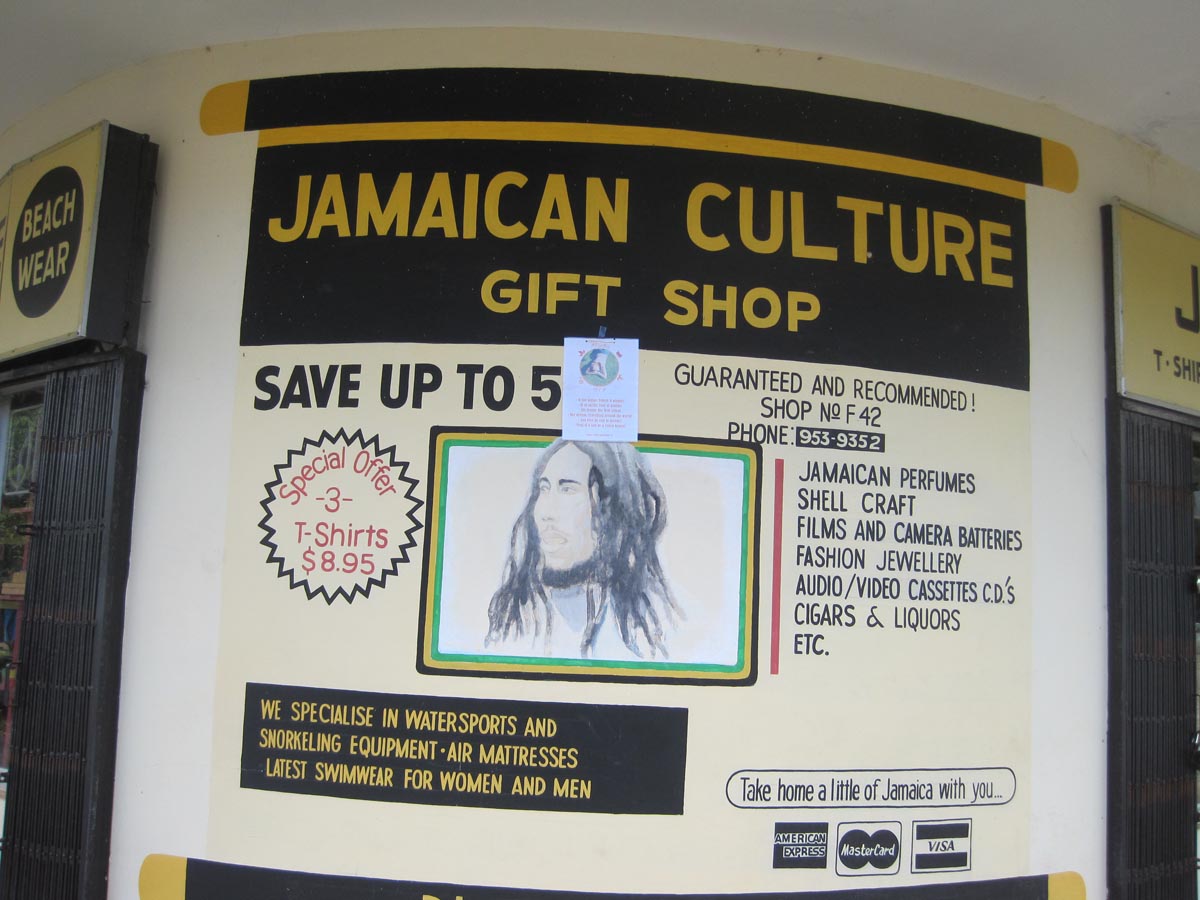 BEACH
WEAR
JAMAICAN CULTURE
GIFT SHOP
SAVE UP TO 5
GUARANTEED AND RECOMMENDED!
SHOP Nº F 42
PHONE: 953-9352
Special Offer
-3-
T-Shirts
$8.95
JAMAICAN PERFUMES
SHELL CRAFT
FILMS AND CAMERA BATTERIES
FASHION JEWELLERY
AUDIO/VIDEO CASSETTES C.D.'S
CIGARS & LIQUORS
ETC.
WE SPECIALISE IN WATERSPORTS AND
SNORKELING EQUIPMENT·AIR MATTRESSES
LATEST SWIMWEAR FOR WOMEN AND MEN
Take home a little of Jamaica with you...
AMERICAN
EXPRESS
MasterCard
VISA
J
T·SHI